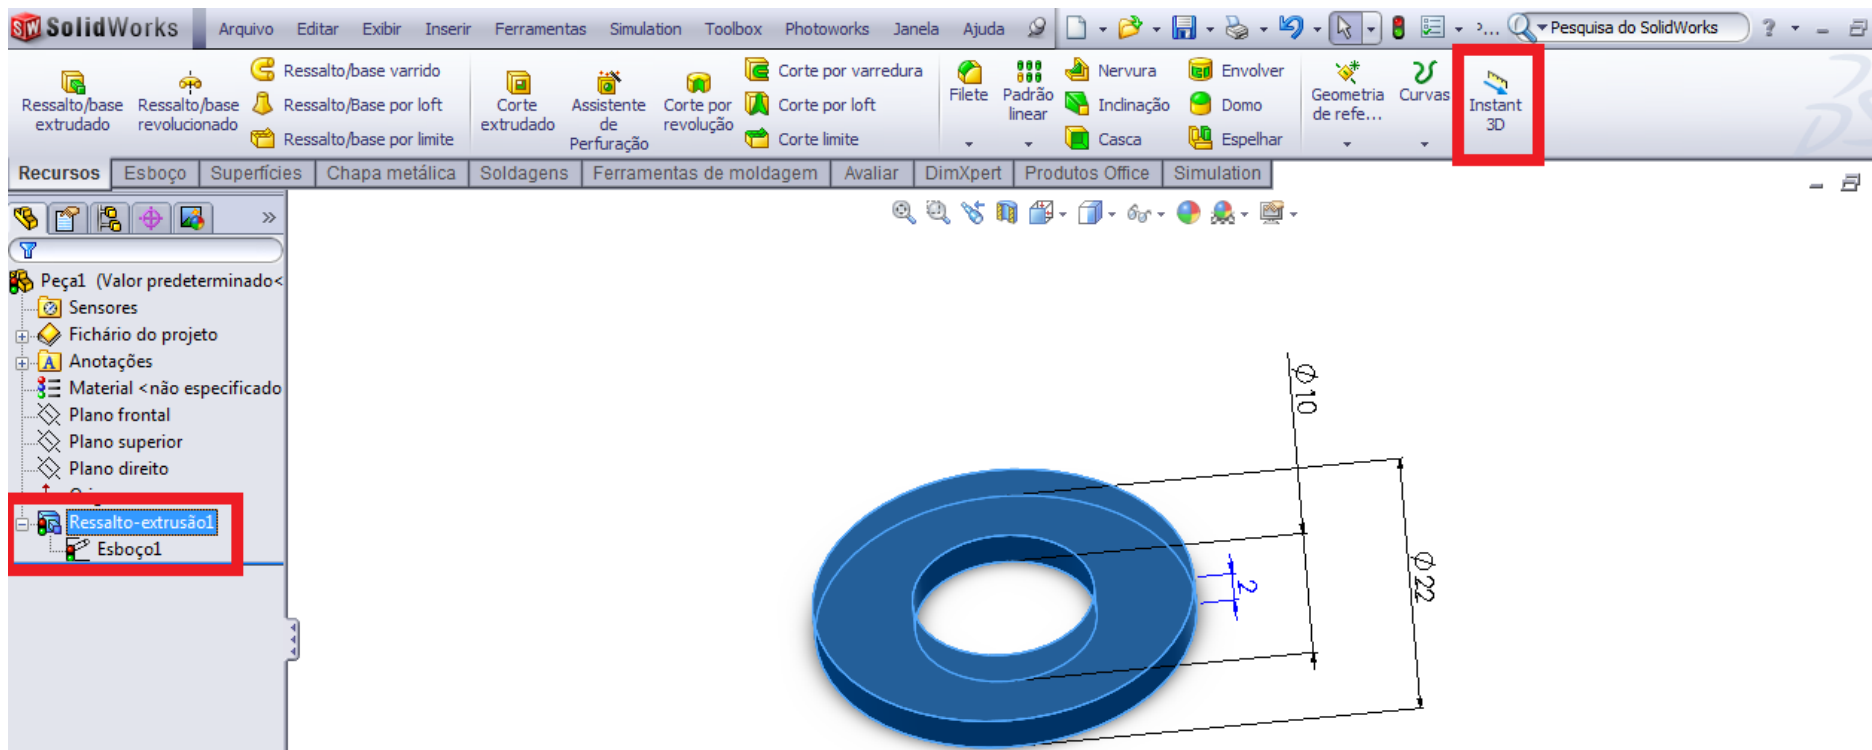 SolidWorks Arquivo Editar Exibir Inserir Ferramentas Simulation Toolbox Photoworks Janela Ajuda Pesquisa do SolidWorks ?
Ressalto/base extrudado
Ressalto/base revolucionado
Ressalto/base varrido
Ressalto/Base por loft
Ressalto/base por limite
Corte extrudado
Assistente de Perfuração
Corte por revolução
Corte por varredura
Corte por loft
Corte limite
Filete
Padrão linear
Nervura
Inclinação
Casca
Envolver
Domo
Espelhar
Geometria de refe...
Curvas
Instant 3D
Recursos Esboço Superfícies Chapa metálica Soldagens Ferramentas de moldagem Avaliar DimXpert Produtos Office Simulation
Peça1 (Valor predeterminado<
Sensores
Fichário do projeto
Anotações
Material <não especificado
Plano frontal
Plano superior
Plano direito
Ressalto-extrusão1
Esboço1
Ø10
Ø22
2